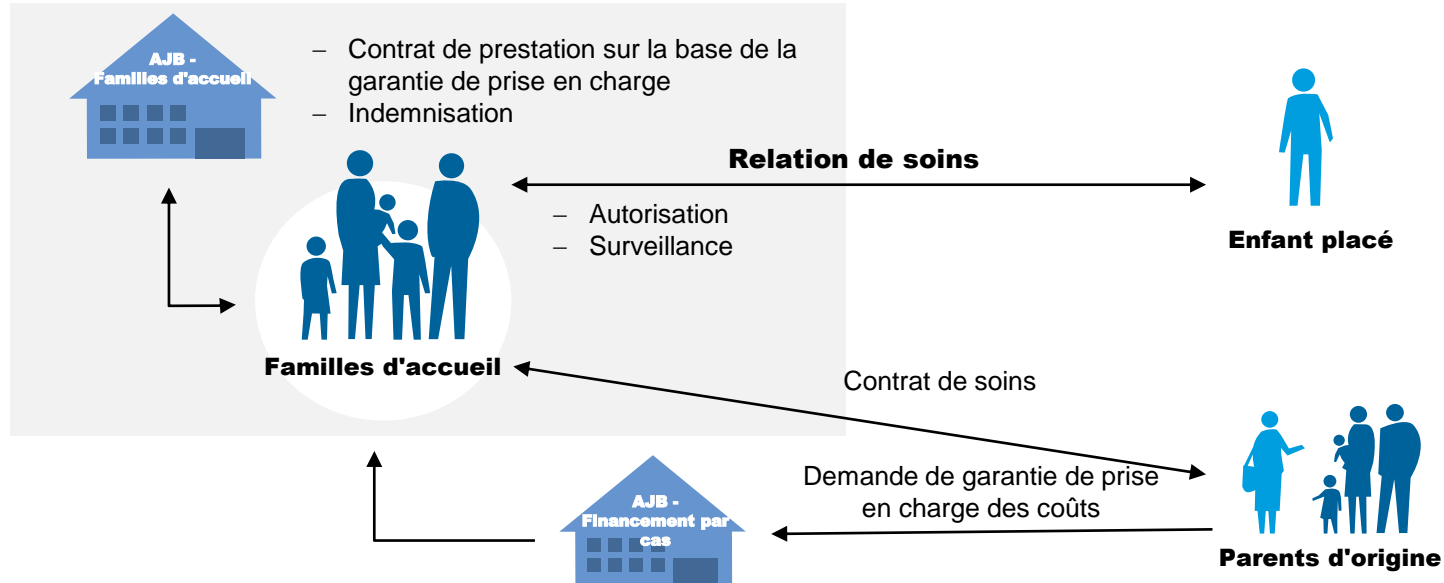 AJB -
Familles d'accueil
– Contrat de prestation sur la base de la
garantie de prise en charge
– Indemnisation
Relation de soins
– Autorisation
– Surveillance
Enfant placé
Familles d'accueil
Contrat de soins
Demande de garantie de prise
en charge des coûts
AJB -
Financement par
cas
Parents d'origine